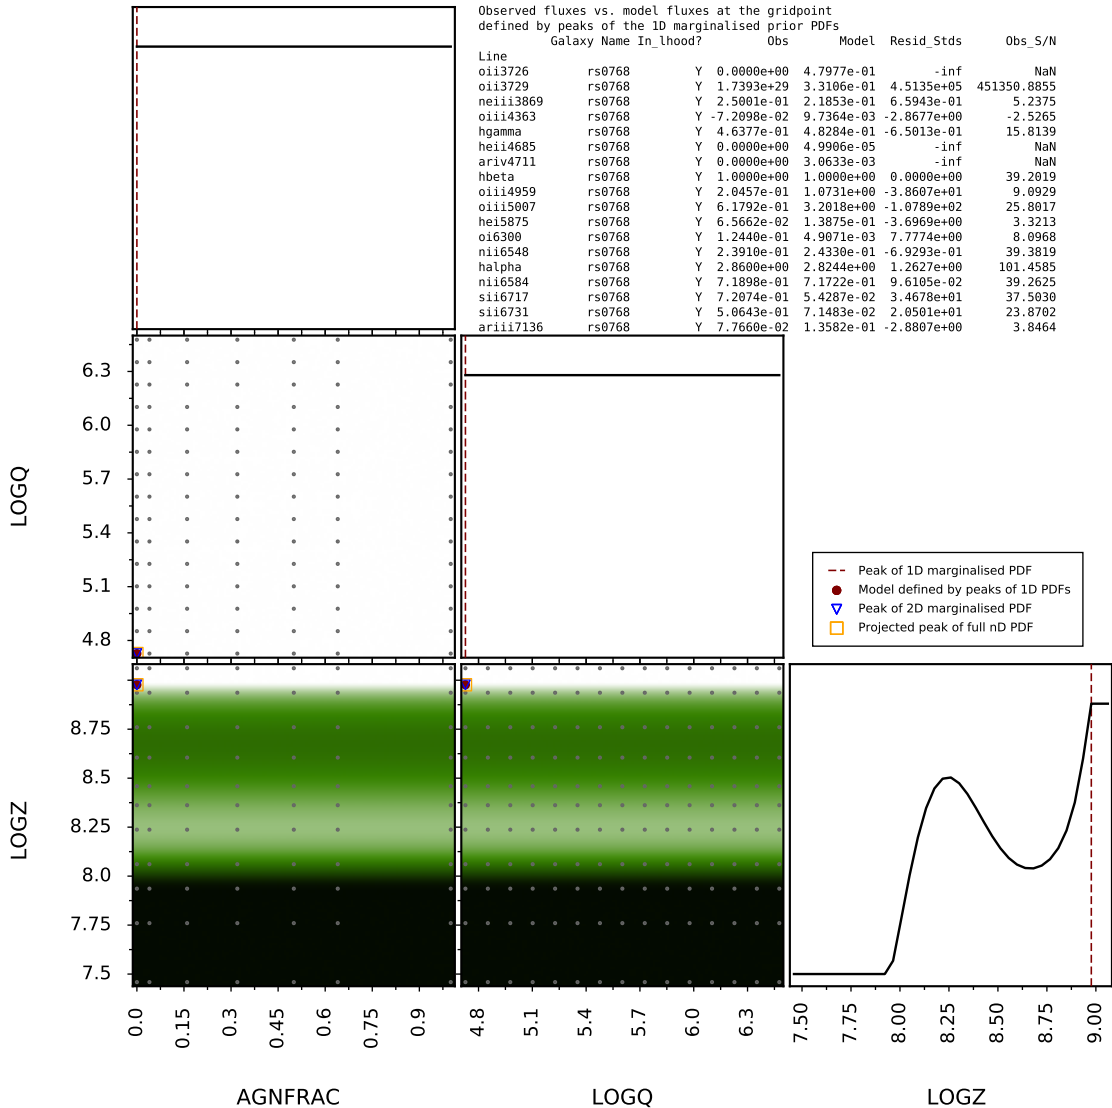 Observed fluxes vs. model fluxes at the gridpoint
defined by peaks of the 1D marginalised prior PDFs
Galaxy Name In_lhood? Obs Model Resid_Stds Obs_S/N
Line
oii3726 rs0768 Y 0.0000e+00 4.7977e-01 -inf NaN
oii3729 rs0768 Y 1.7393e+29 3.3106e-01 4.5135e+05 451350.8855
neiii3869 rs0768 Y 2.5001e-01 2.1853e-01 6.5943e-01 5.2375
oiii4363 rs0768 Y -7.2098e-02 9.7364e-03 -2.8677e+00 -2.5265
hgamma rs0768 Y 4.6377e-01 4.8284e-01 -6.5013e-01 15.8139
heii4685 rs0768 Y 0.0000e+00 4.9906e-05 -inf NaN
ariv4711 rs0768 Y 0.0000e+00 3.0633e-03 -inf NaN
hbeta rs0768 Y 1.0000e+00 1.0000e+00 0.0000e+00 39.2019
oiii4959 rs0768 Y 2.0457e-01 1.0731e+00 -3.8607e+01 9.0929
oiii5007 rs0768 Y 6.1792e-01 3.2018e+00 -1.0789e+02 25.8017
hei5875 rs0768 Y 6.5662e-02 1.3875e-01 -3.6969e+00 3.3213
oi6300 rs0768 Y 1.2440e-01 4.9071e-03 7.7774e+00 8.0968
nii6548 rs0768 Y 2.3910e-01 2.4330e-01 -6.9293e-01 39.3819
halpha rs0768 Y 2.8600e+00 2.8244e+00 1.2627e+00 101.4585
nii6584 rs0768 Y 7.1898e-01 7.1722e-01 9.6105e-02 39.2625
sii6717 rs0768 Y 7.2074e-01 5.4287e-02 3.4678e+01 37.5030
sii6731 rs0768 Y 5.0643e-01 7.1483e-02 2.0501e+01 23.8702
ariii7136 rs0768 Y 7.7660e-02 1.3582e-01 -2.8807e+00 3.8464
LOGQ
6.3
6.0
5.7
5.4
5.1
4.8
Peak of 1D marginalised PDF
Model defined by peaks of 1D PDFs
Peak of 2D marginalised PDF
Projected peak of full nD PDF
LOGZ
8.75
8.5
8.25
8.0
7.75
7.5
0.0 0.15 0.3 0.45 0.6 0.75 0.9
4.8 5.1 5.4 5.7 6.0 6.3
7.50 7.75 8.00 8.25 8.50 8.75 9.00
AGNFRAC LOGQ LOGZ